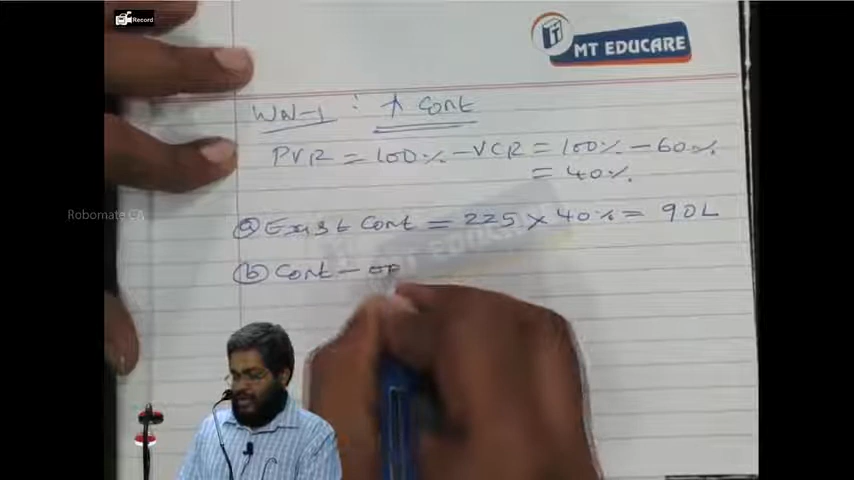 Record
MT EDUCARE
WN-1 : ↑ Cont
PVR = 100% - VCR = 100% - 60%
= 40%
Robomate CA
(a) Exist Cont = 225 × 40% = 90L
(b) Cont - op